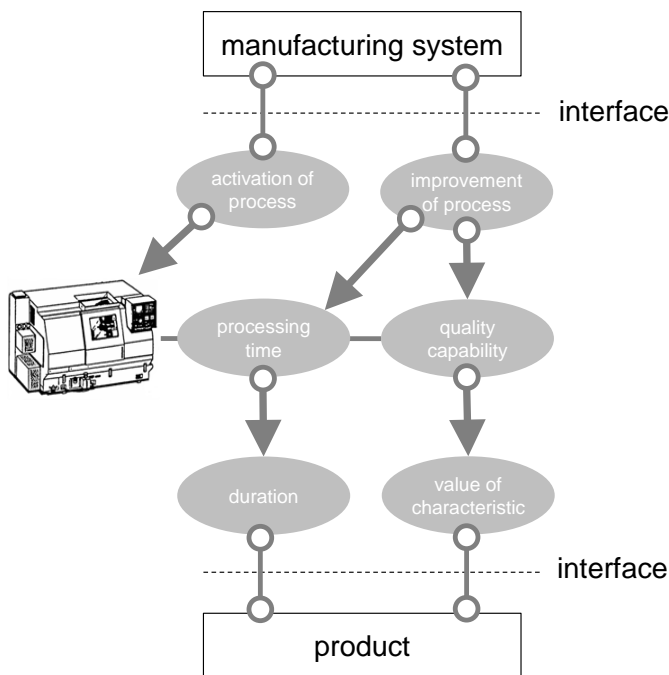 manufacturing system
interface
activation of
process
improvement
of process
processing
time
quality
capability
duration
value of
characteristic
interface
product